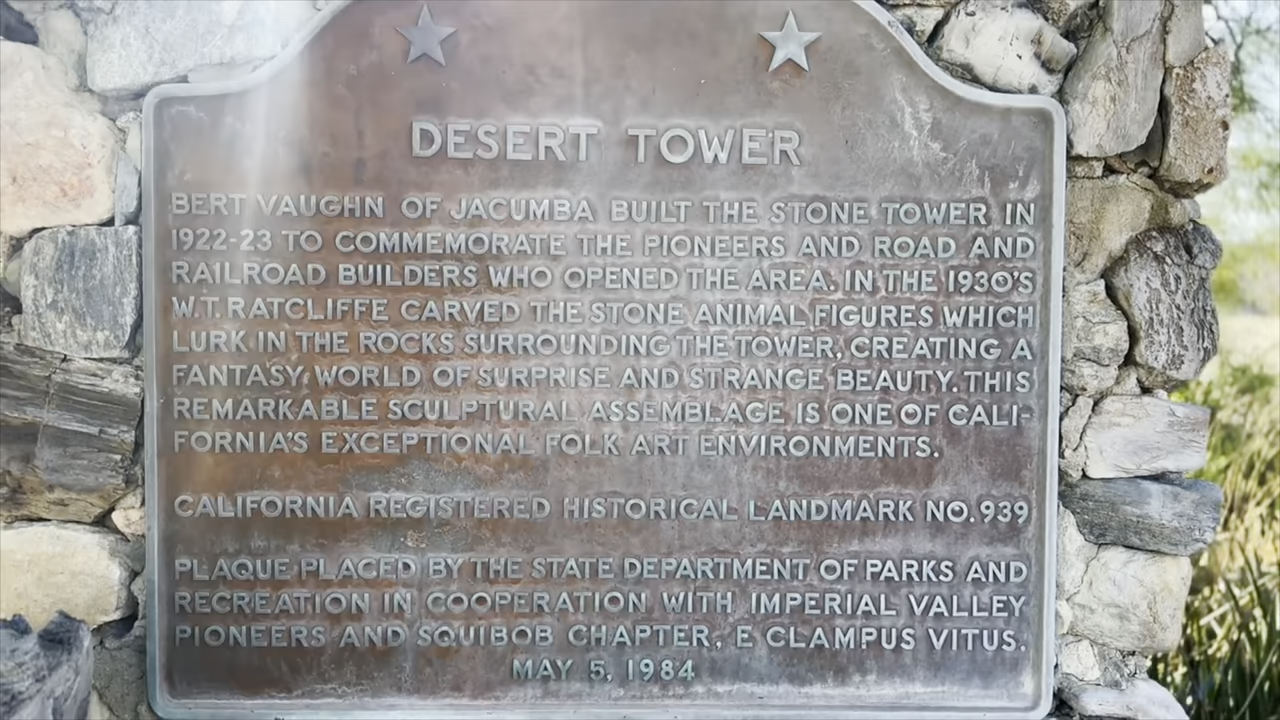 DESERT TOWER
BERT VAUGHN OF JACUMBA BUILT THE STONE TOWER IN
1922-23 TO COMMEMORATE THE PIONEERS AND ROAD AND
RAILROAD BUILDERS WHO OPENED THE AREA. IN THE 1930'S
W.T. RATCLIFFE CARVED THE STONE ANIMAL FIGURES WHICH
LURK IN THE ROCKS SURROUNDING THE TOWER, CREATING A
FANTASY WORLD OF SURPRISE AND STRANGE BEAUTY. THIS
REMARKABLE SCULPTURAL ASSEMBLAGE IS ONE OF CALI-
FORNIA'S EXCEPTIONAL FOLK ART ENVIRONMENTS.
CALIFORNIA REGISTERED HISTORICAL LANDMARK NO. 939
PLAQUE PLACED BY THE STATE DEPARTMENT OF PARKS AND
RECREATION IN COOPERATION WITH IMPERIAL VALLEY
PIONEERS AND SQUIBOB CHAPTER, E CLAMPUS VITUS.
MAY 5, 1984